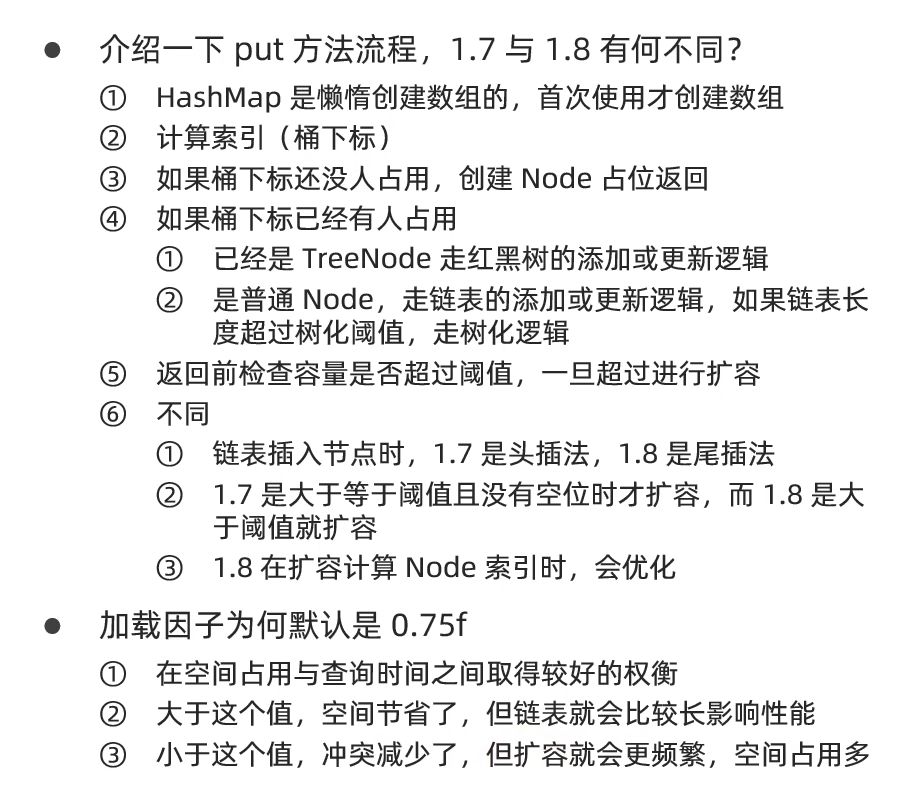 ● 介绍一下 put 方法流程，1.7 与 1.8 有何不同？
① HashMap 是懒惰创建数组的，首次使用才创建数组
② 计算索引（桶下标）
③ 如果桶下标还没人占用，创建 Node 占位返回
④ 如果桶下标已经有人占用
① 已经是 TreeNode 走红黑树的添加或更新逻辑
② 是普通 Node，走链表的添加或更新逻辑，如果链表长
度超过树化阈值，走树化逻辑
⑤ 返回前检查容量是否超过阈值，一旦超过进行扩容
⑥ 不同
① 链表插入节点时，1.7 是头插法，1.8 是尾插法
② 1.7 是大于等于阈值且没有空位时才扩容，而 1.8 是大
于阈值就扩容
③ 1.8 在扩容计算 Node 索引时，会优化
● 加载因子为何默认是 0.75f
① 在空间占用与查询时间之间取得较好的权衡
② 大于这个值，空间节省了，但链表就会比较长影响性能
③ 小于这个值，冲突减少了，但扩容就会更频繁，空间占用多